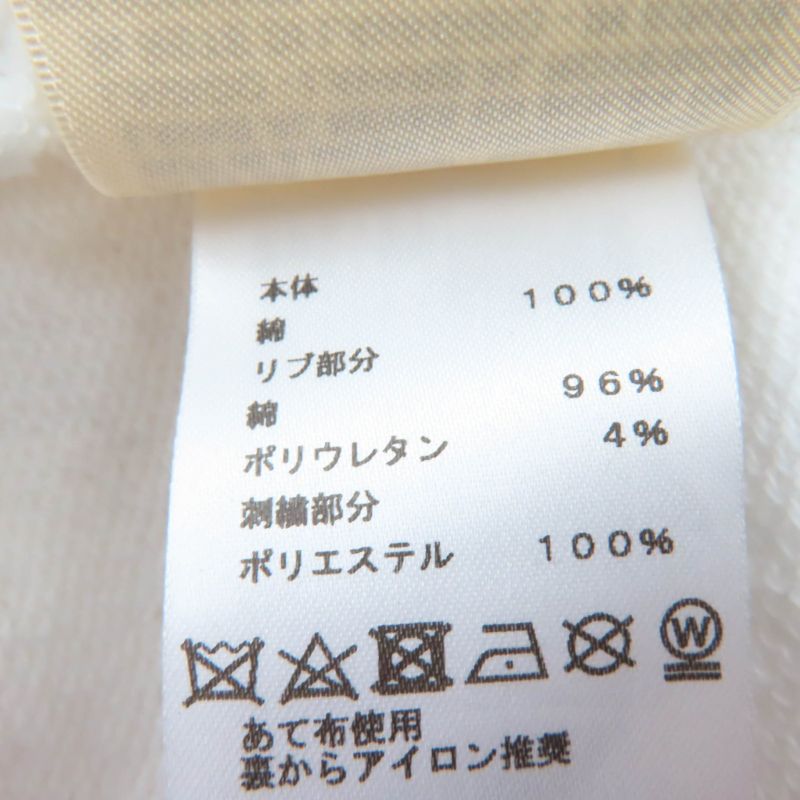 本体
綿 100%
リブ部分
綿 96%
ポリウレタン 4%
刺繍部分
ポリエステル 100%
W
あて布使用
裏からアイロン推奨